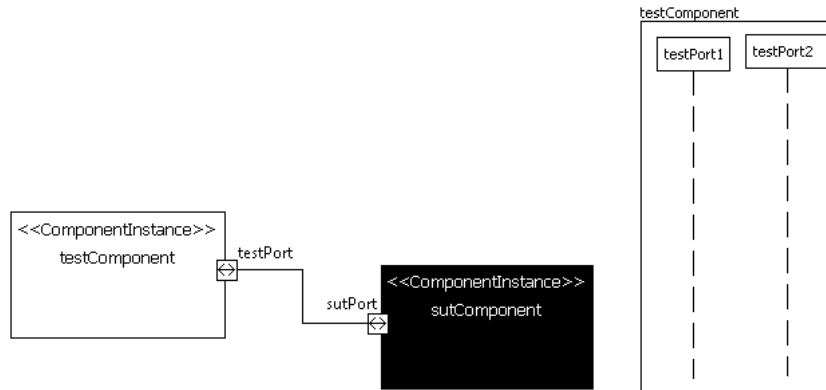 <<ComponentInstance>>
testComponent
testPort
sutPort
<<ComponentInstance>>
sutComponent
testComponent
testPort1
testPort2